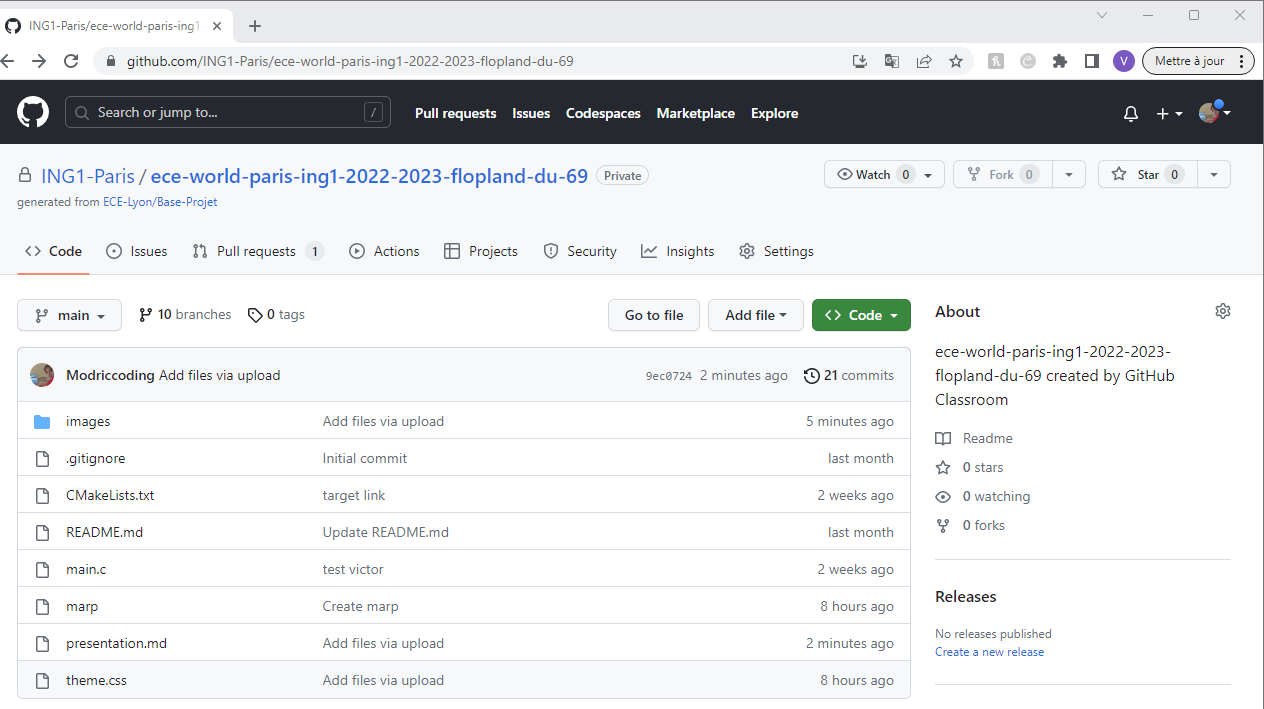 ING1-Paris/ece-world-paris-ing1-
github.com/ING1-Paris/ece-world-paris-ing1-2022-2023-flopland-du-69
V
Mettre à jour
Search or jump to...
/
Pull requests
Issues
Codespaces
Marketplace
Explore
ING1-Paris / ece-world-paris-ing1-2022-2023-flopland-du-69
Private
Watch 0
Fork 0
Star 0
generated from ECE-Lyon/Base-Projet
Code
Issues
Pull requests 1
Actions
Projects
Security
Insights
Settings
main
10 branches
0 tags
Go to file
Add file
Code
Modriccoding Add files via upload
9ec0724 2 minutes ago
21 commits
images Add files via upload 5 minutes ago
.gitignore Initial commit last month
CMakeLists.txt target link 2 weeks ago
README.md Update README.md last month
main.c test victor 2 weeks ago
marp Create marp 8 hours ago
presentation.md Add files via upload 2 minutes ago
theme.css Add files via upload 8 hours ago
About
ece-world-paris-ing1-2022-2023-
flopland-du-69 created by GitHub
Classroom
Readme
0 stars
0 watching
0 forks
Releases
No releases published
Create a new release